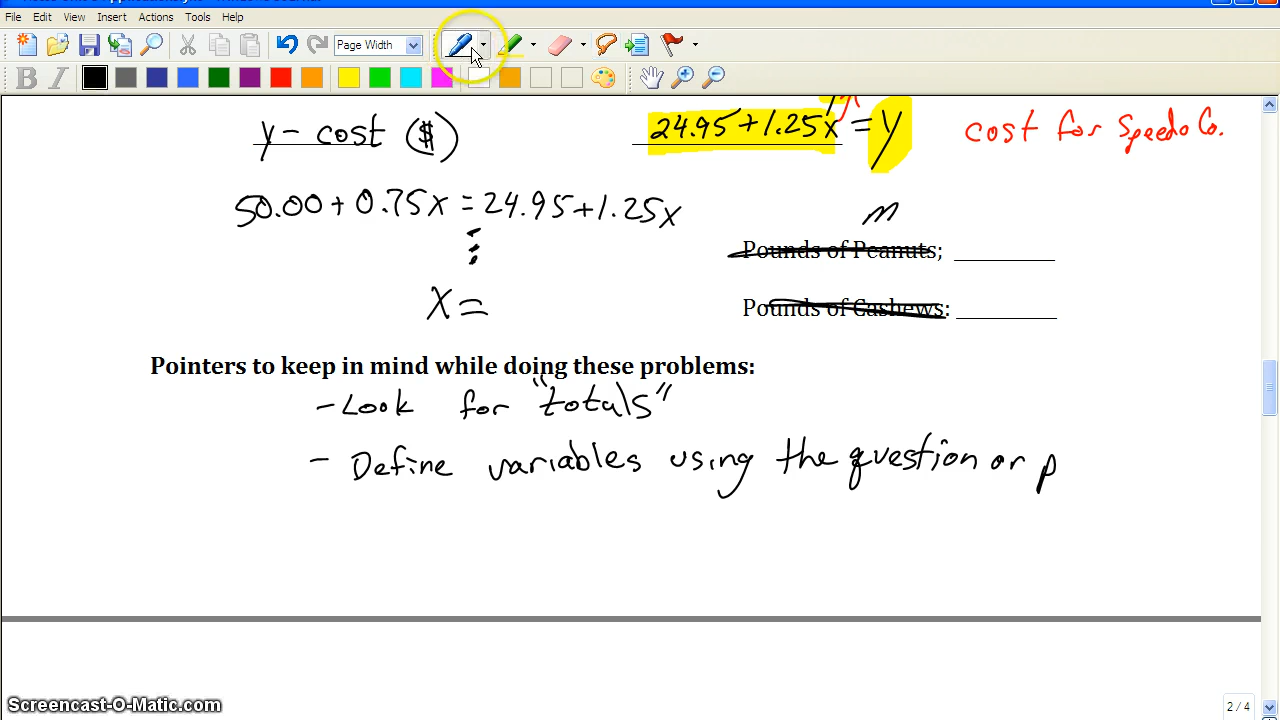 File Edit View Insert Actions Tools Help
Page Width
B I
y - cost ($)
24.95 + 1.25x = y
cost for Speedo Co.
50.00 + 0.75x = 24.95 + 1.25x
m
Pounds of Peanuts; __________
x =
Pounds of Cashews: __________
Pointers to keep in mind while doing these problems:
- Look for "totals"
- Define variables using the question or p
2 / 4
Screencast-O-Matic.com